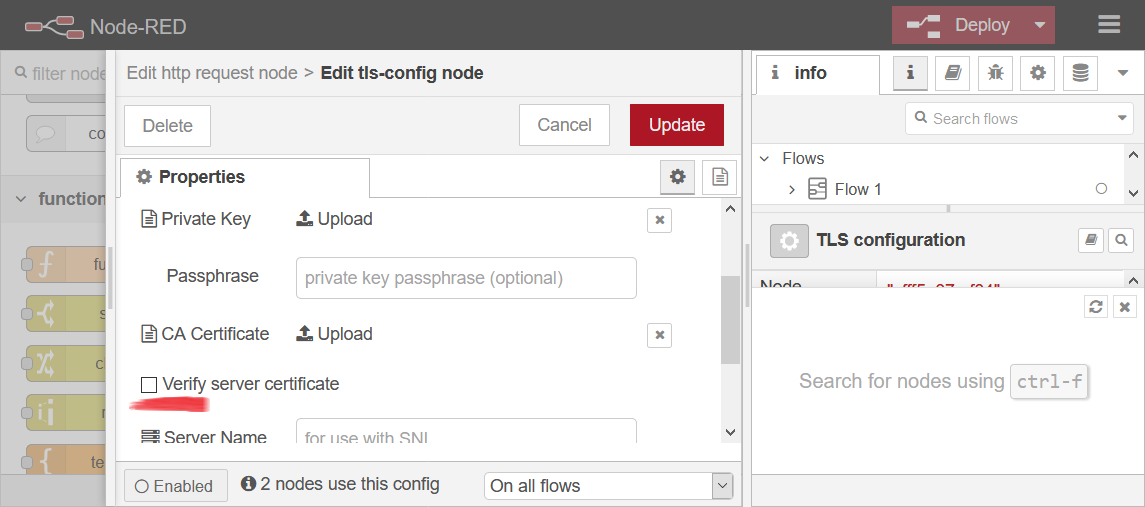 Node-RED
Deploy
filter node
Edit http request node > Edit tls-config node
info
Delete
Cancel
Update
Search flows
co
Properties
Flows
Flow 1
function
Private Key
Upload
TLS configuration
Passphrase
private key passphrase (optional)
fu
Node
s
CA Certificate
Upload
c
Verify server certificate
Search for nodes using ctrl-f
Server Name
for use with SNI
te
Enabled
2 nodes use this config
On all flows